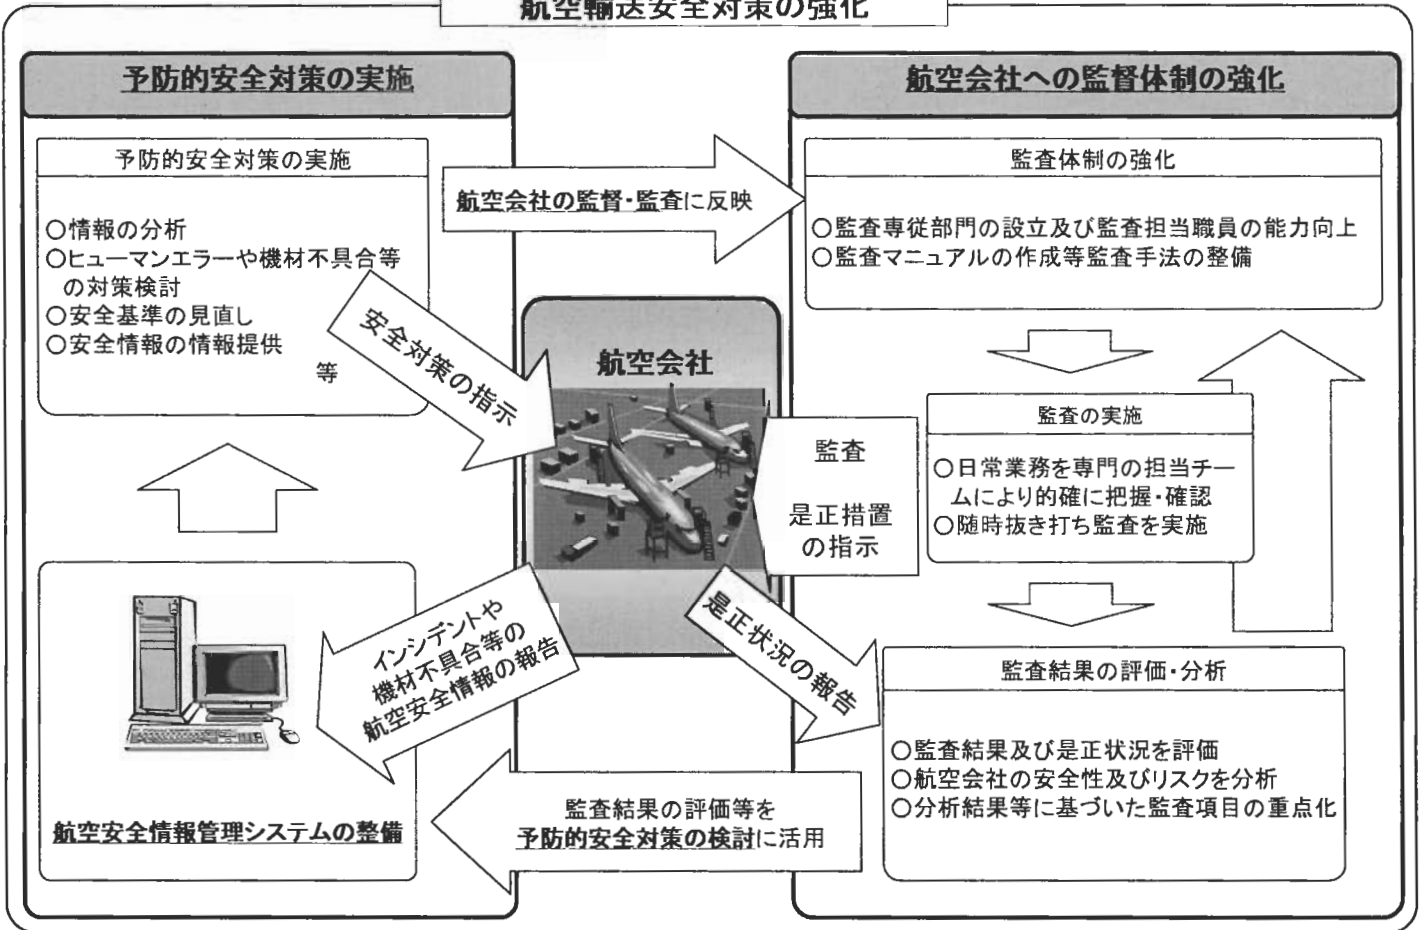 航空輸送安全対策の強化
予防的安全対策の実施
予防的安全対策の実施
○情報の分析
○ヒューマンエラーや機材不具合等
の対策検討
○安全基準の見直し
○安全情報の情報提供
等
航空会社の監督・監査に反映
安全対策の指示
航空会社
インシデントや
機材不具合等の
航空安全情報の報告
航空安全情報管理システムの整備
航空会社への監督体制の強化
監査体制の強化
○監査専従部門の設立及び監査担当職員の能力向上
○監査マニュアルの作成等監査手法の整備
監査の実施
○日常業務を専門の担当チー
ムにより的確に把握・確認
○随時抜き打ち監査を実施
監査
是正措置
の指示
是正状況の報告
監査結果の評価・分析
○監査結果及び是正状況を評価
○航空会社の安全性及びリスクを分析
○分析結果等に基づいた監査項目の重点化
監査結果の評価等を
予防的安全対策の検討に活用